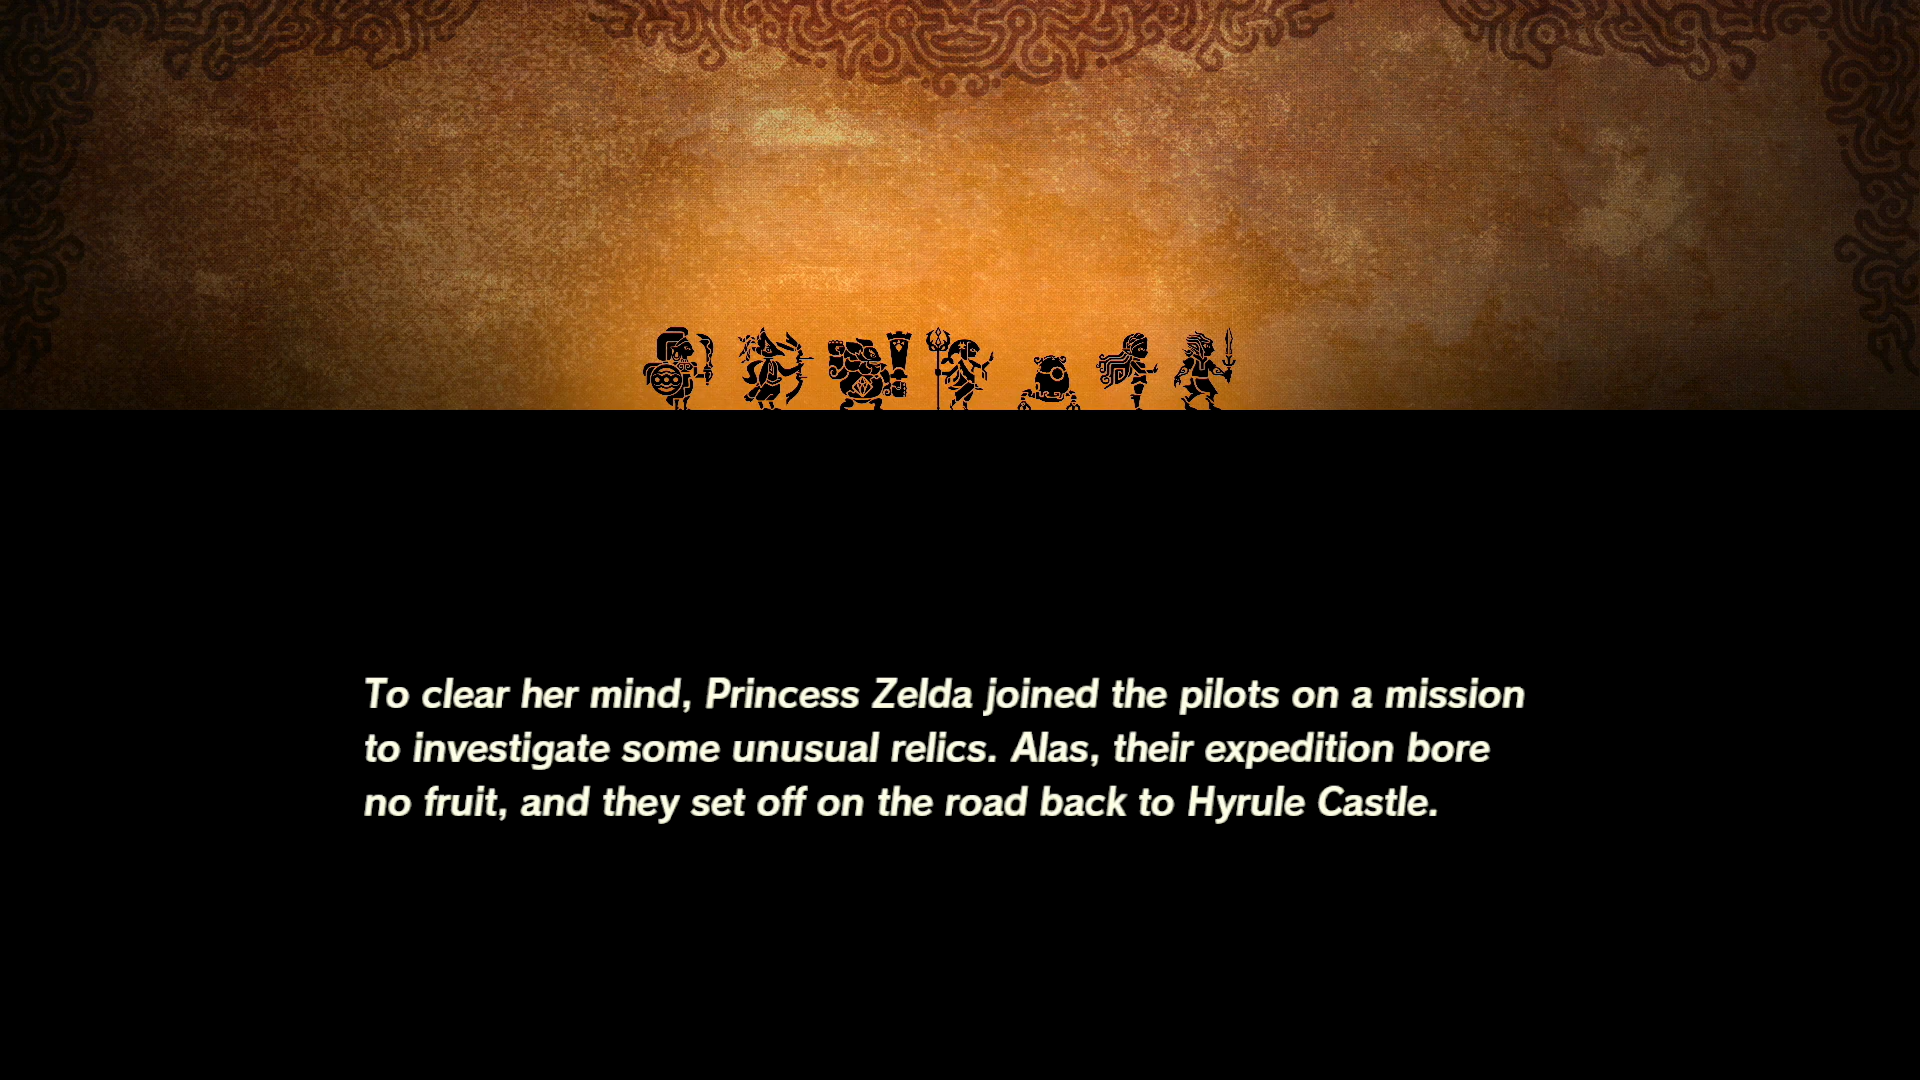 To clear her mind, Princess Zelda joined the pilots on a mission
to investigate some unusual relics. Alas, their expedition bore
no fruit, and they set off on the road back to Hyrule Castle.